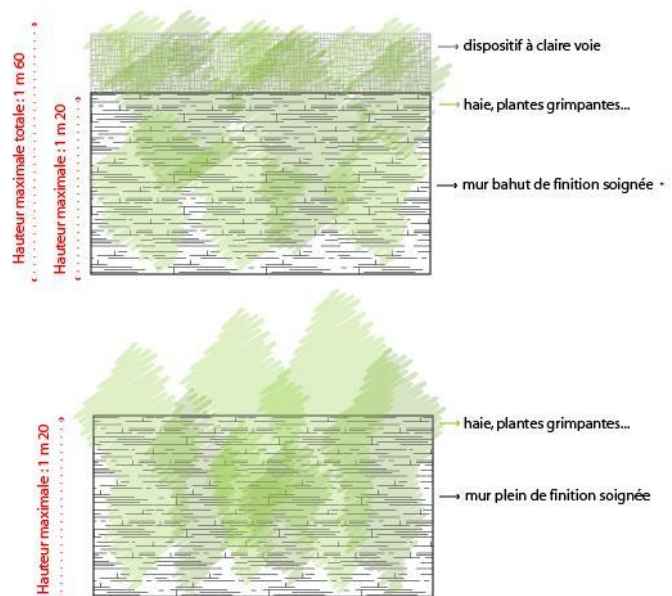 Hauteur maximale totale : 1 m 60
Hauteur maximale : 1 m 20
dispositif à claire voie
haie, plantes grimpantes...
mur bahut de finition soignée
Hauteur maximale : 1 m 20
haie, plantes grimpantes...
mur plein de finition soignée